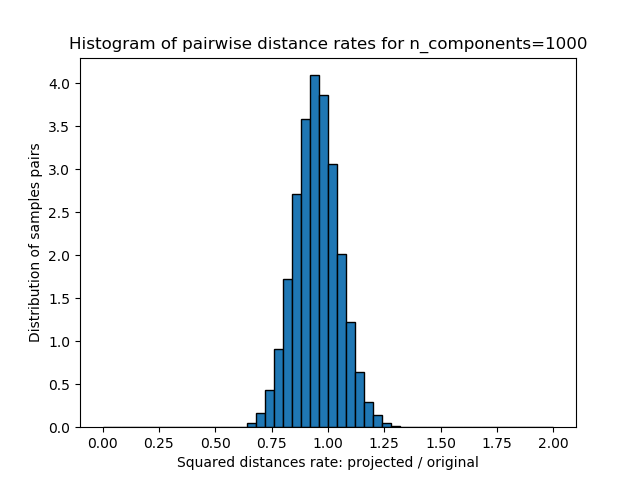 Histogram of pairwise distance rates for n_components=1000
Distribution of samples pairs
4.0
3.5
3.0
2.5
2.0
1.5
1.0
0.5
0.0
0.00 0.25 0.50 0.75 1.00 1.25 1.50 1.75 2.00
Squared distances rate: projected / original